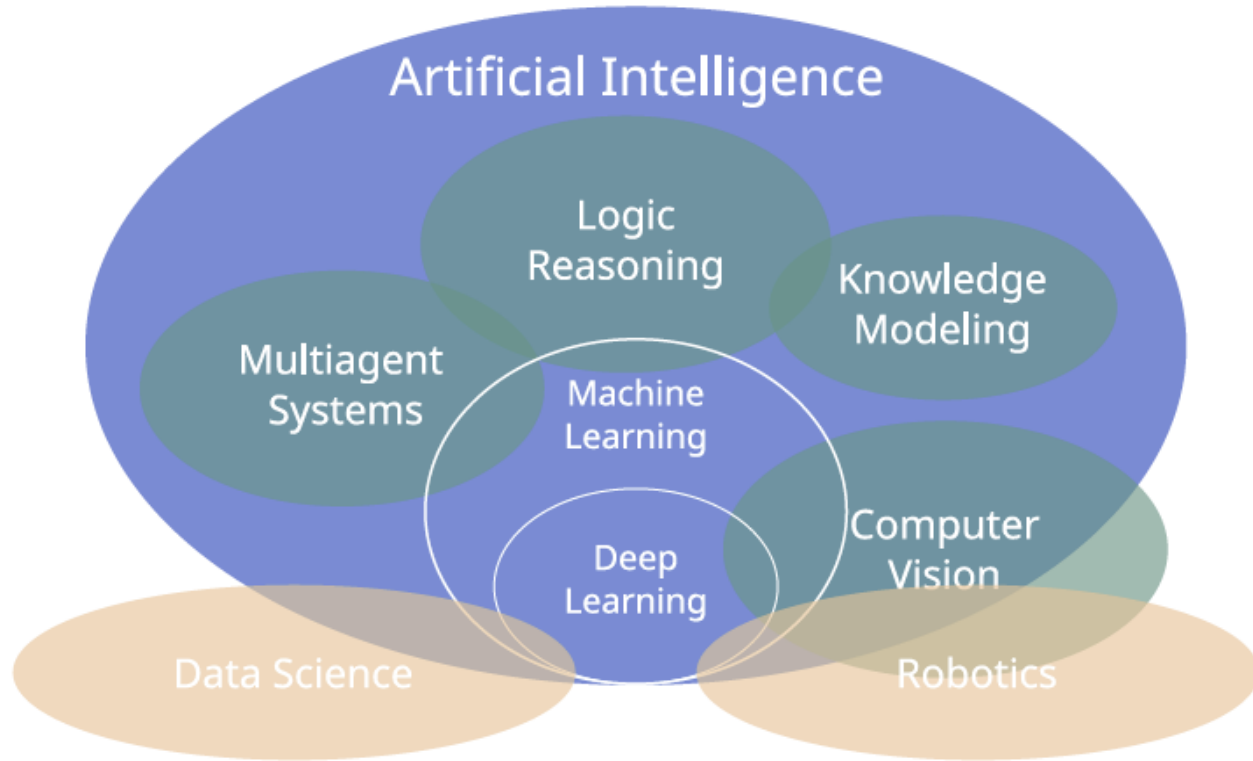 Artificial Intelligence
Logic
Reasoning
Knowledge
Modeling
Multiagent
Systems
Machine
Learning
Computer
Vision
Deep
Learning
Data Science
Robotics